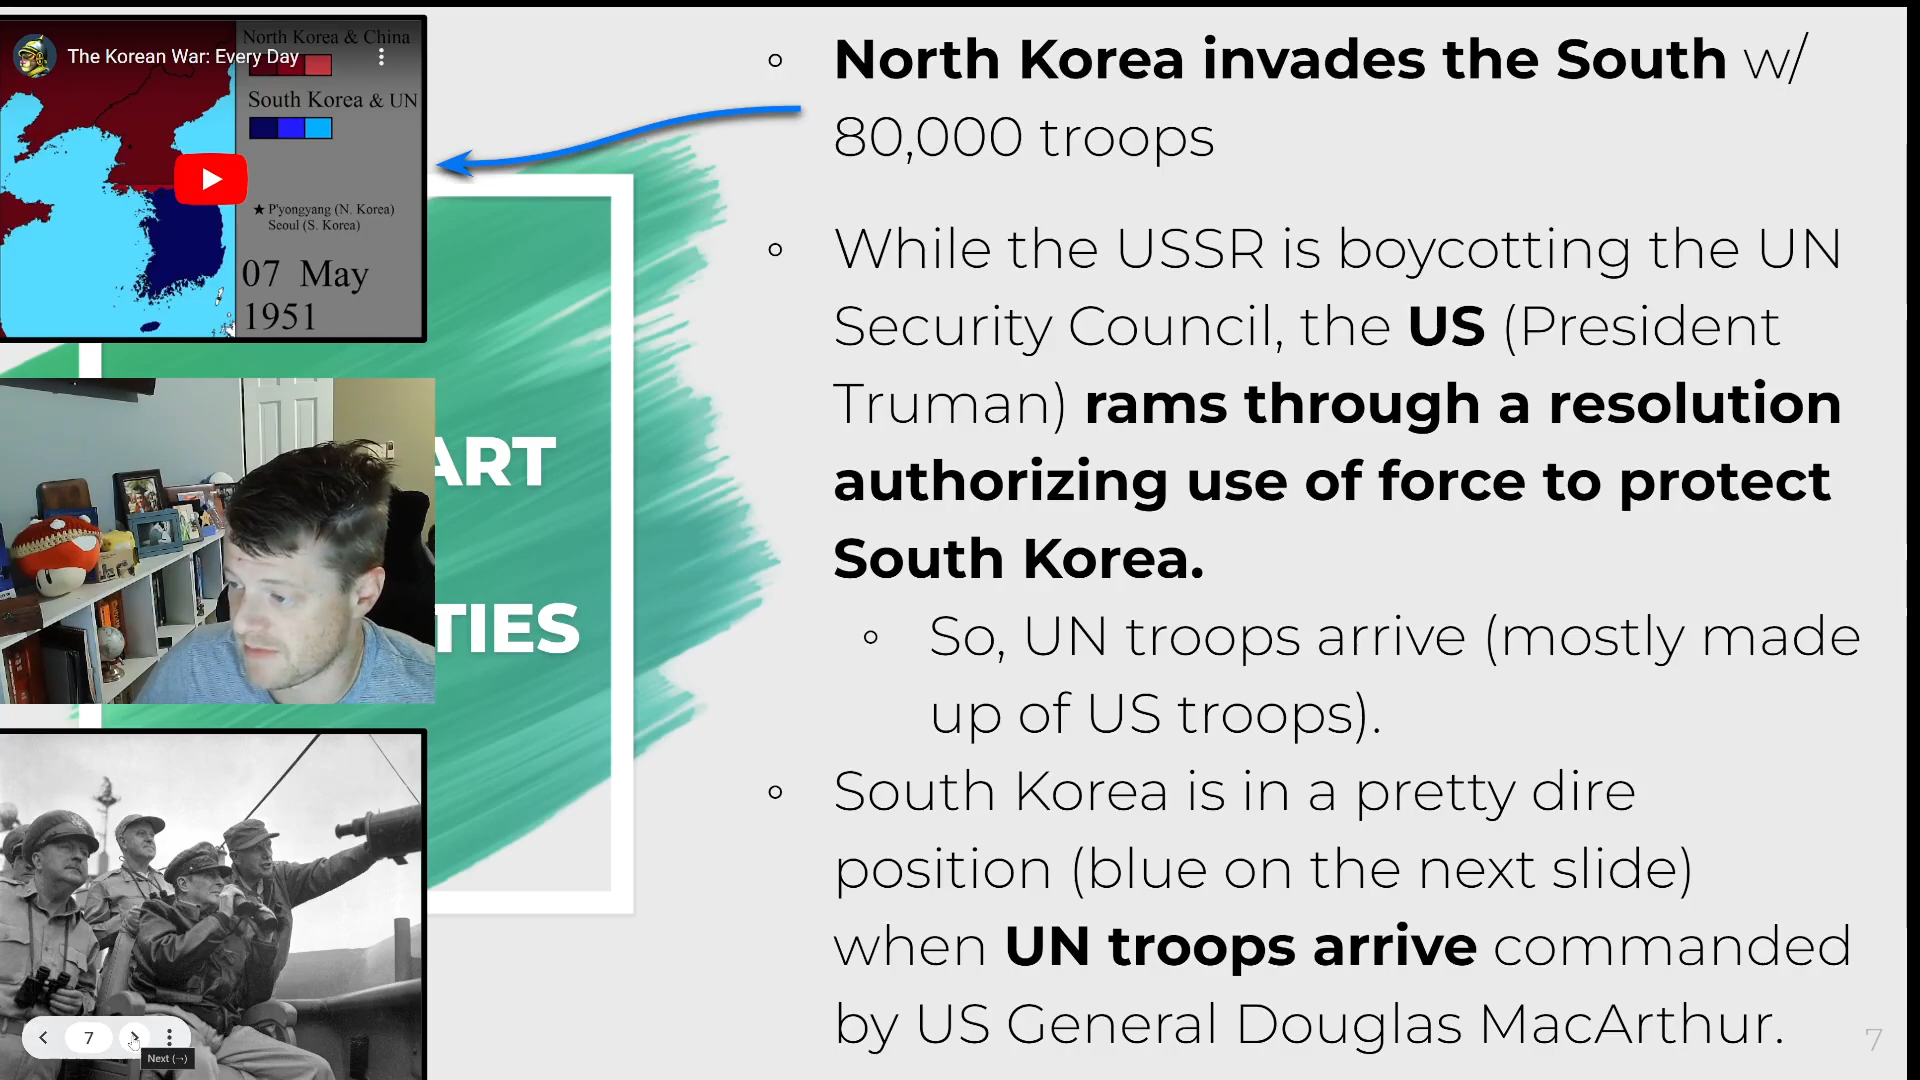 North Korea & China
The Korean War: Every Day
South Korea & UN
★ P'yongyang (N. Korea)
Seoul (S. Korea)
07 May
1951
ART
TIES
◦ North Korea invades the South w/
80,000 troops
◦ While the USSR is boycotting the UN
Security Council, the US (President
Truman) rams through a resolution
authorizing use of force to protect
South Korea.
◦ So, UN troops arrive (mostly made
up of US troops).
◦ South Korea is in a pretty dire
position (blue on the next slide)
when UN troops arrive commanded
by US General Douglas MacArthur.
7
Next (→)
7